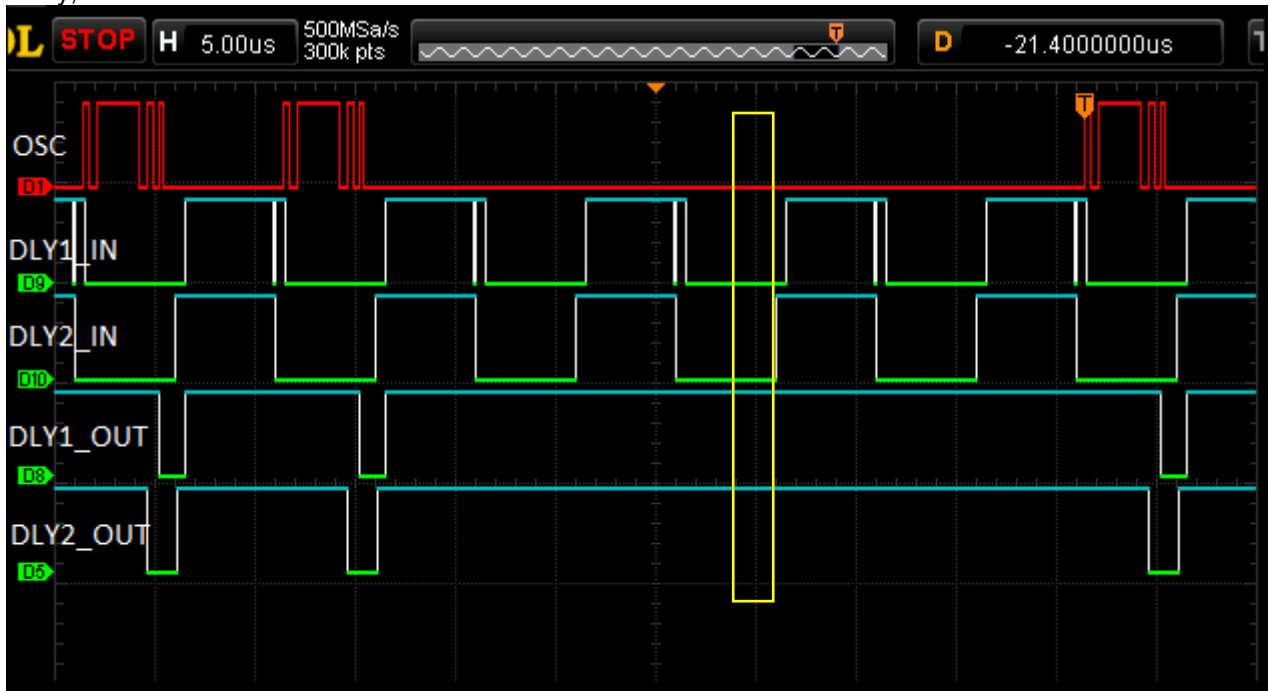 L STOP H 5.00us 500MSa/s D -21.4000000us T
300k pts
T
T
OSC
D1
DLY1_IN
D9
DLY2_IN
D10
DLY1_OUT
D8
DLY2_OUT
D5